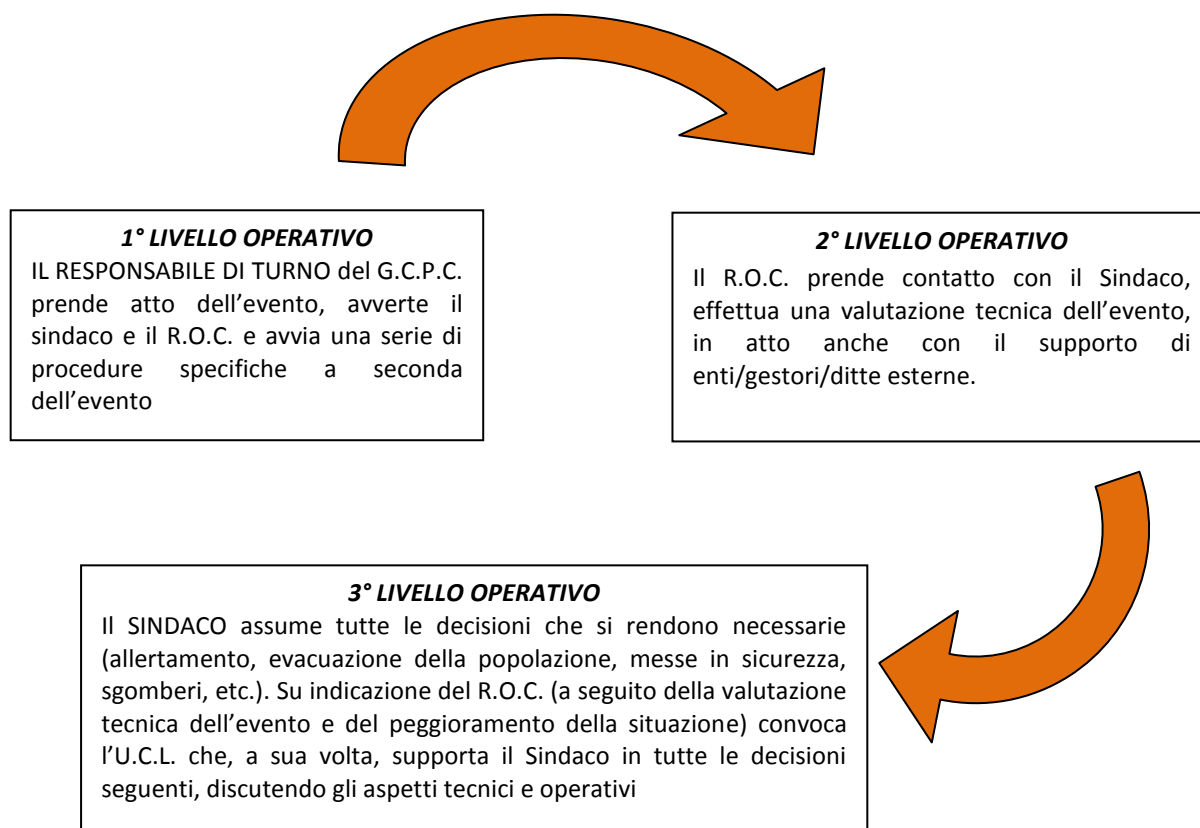 1° LIVELLO OPERATIVO
IL RESPONSABILE DI TURNO del G.C.P.C.
prende atto dell’evento, avverte il
sindaco e il R.O.C. e avvia una serie di
procedure specifiche a seconda
dell’evento
2° LIVELLO OPERATIVO
Il R.O.C. prende contatto con il Sindaco,
effettua una valutazione tecnica dell’evento,
in atto anche con il supporto di
enti/gestori/ditte esterne.
3° LIVELLO OPERATIVO
Il SINDACO assume tutte le decisioni che si rendono necessarie
(allertamento, evacuazione della popolazione, messe in sicurezza,
sgomberi, etc.). Su indicazione del R.O.C. (a seguito della valutazione
tecnica dell’evento e del peggioramento della situazione) convoca
l’U.C.L. che, a sua volta, supporta il Sindaco in tutte le decisioni
seguenti, discutendo gli aspetti tecnici e operativi